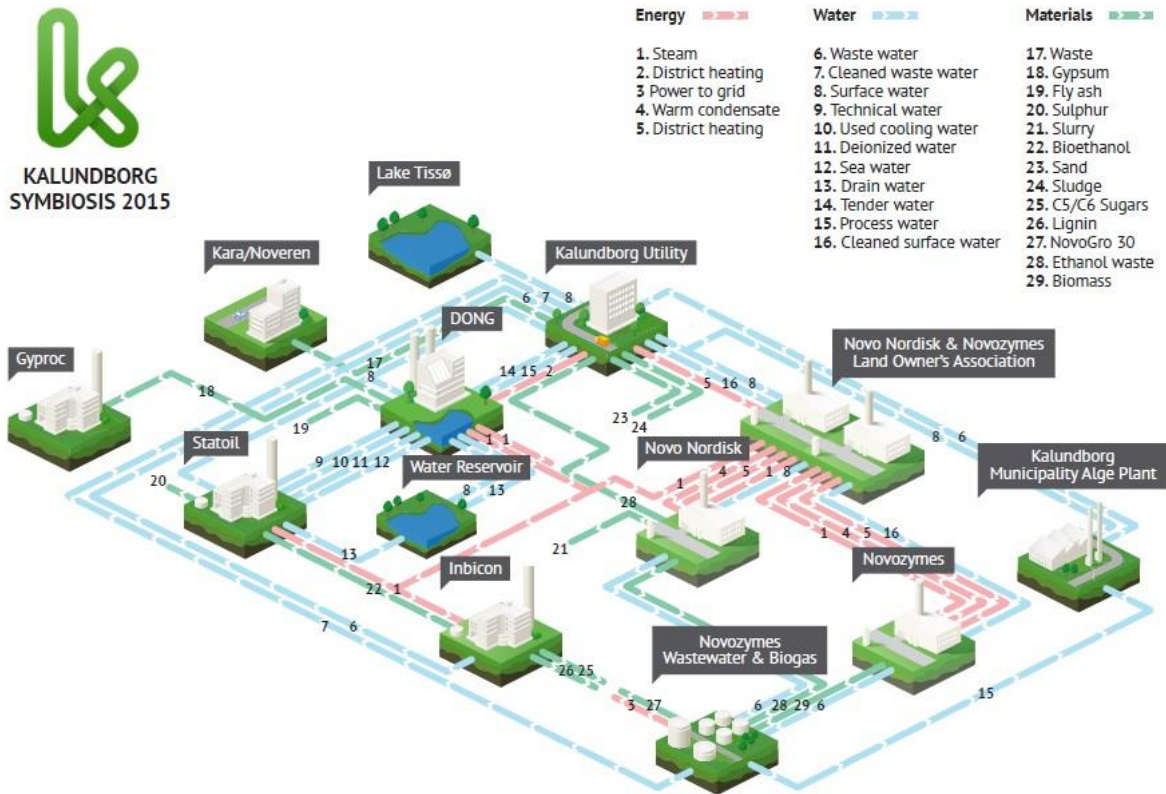 KALUNDBORG
SYMBIOSIS 2015
Energy
1. Steam
2. District heating
3 Power to grid
4. Warm condensate
5. District heating
Water
6. Waste water
7. Cleaned waste water
8. Surface water
9. Technical water
10. Used cooling water
11. Deionized water
12. Sea water
13. Drain water
14. Tender water
15. Process water
16. Cleaned surface water
Materials
17. Waste
18. Gypsum
19. Fly ash
20. Sulphur
21. Slurry
22. Bioethanol
23. Sand
24. Sludge
25. C5/C6 Sugars
26. Lignin
27. NovoGro 30
28. Ethanol waste
29. Biomass
Lake Tissø
Kara/Noveren
Kalundborg Utility
6 7 8
DONG
Novo Nordisk & Novozymes
Land Owner's Association
Gyproc
17
8
14 15 2
5 16 8
18
23
24
19
8 6
Statoil
1 1
Novo Nordisk
Kalundborg
Municipality Alge Plant
9 10 11 12
Water Reservoir
4 5 1 8
20
8 13
1
28
1 4 5 16
21
13
Inbicon
Novozymes
22 1
7 6
Novozymes
Wastewater & Biogas
26 25
15
3 27
6 28 29 6